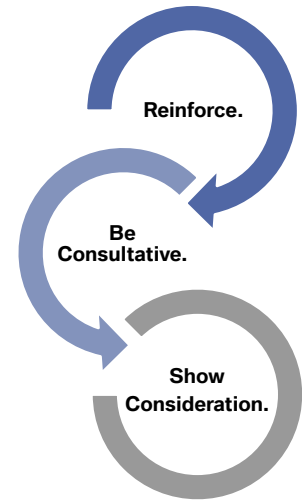 Reinforce.
Be
Consultative.
Show
Consideration.